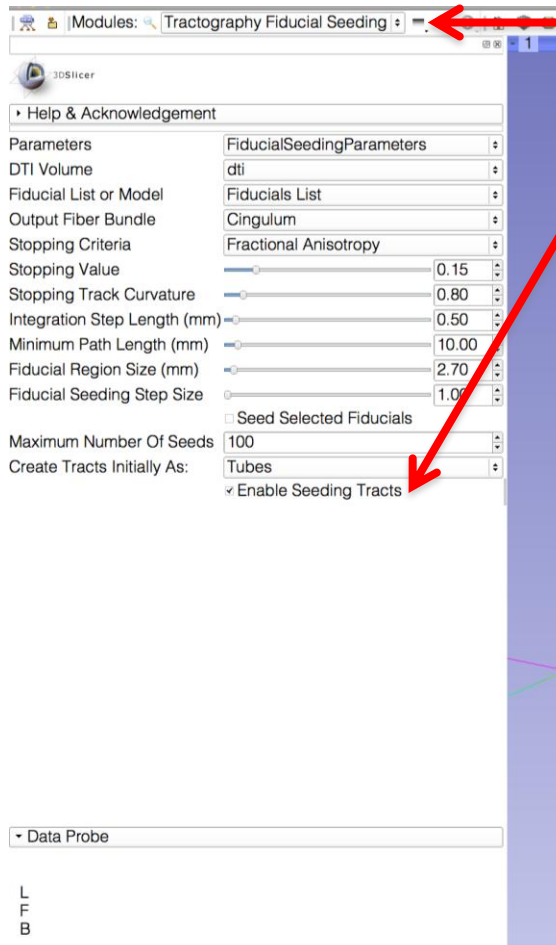 Modules: Tractography Fiducial Seeding
1
3DSlicer
Help & Acknowledgement
Parameters FiducialSeedingParameters
DTI Volume dti
Fiducial List or Model Fiducials List
Output Fiber Bundle Cingulum
Stopping Criteria Fractional Anisotropy
Stopping Value 0.15
Stopping Track Curvature 0.80
Integration Step Length (mm) 0.50
Minimum Path Length (mm) 10.00
Fiducial Region Size (mm) 2.70
Fiducial Seeding Step Size 1.00
Seed Selected Fiducials
Maximum Number Of Seeds 100
Create Tracts Initially As: Tubes
Enable Seeding Tracts
Data Probe
L
F
B